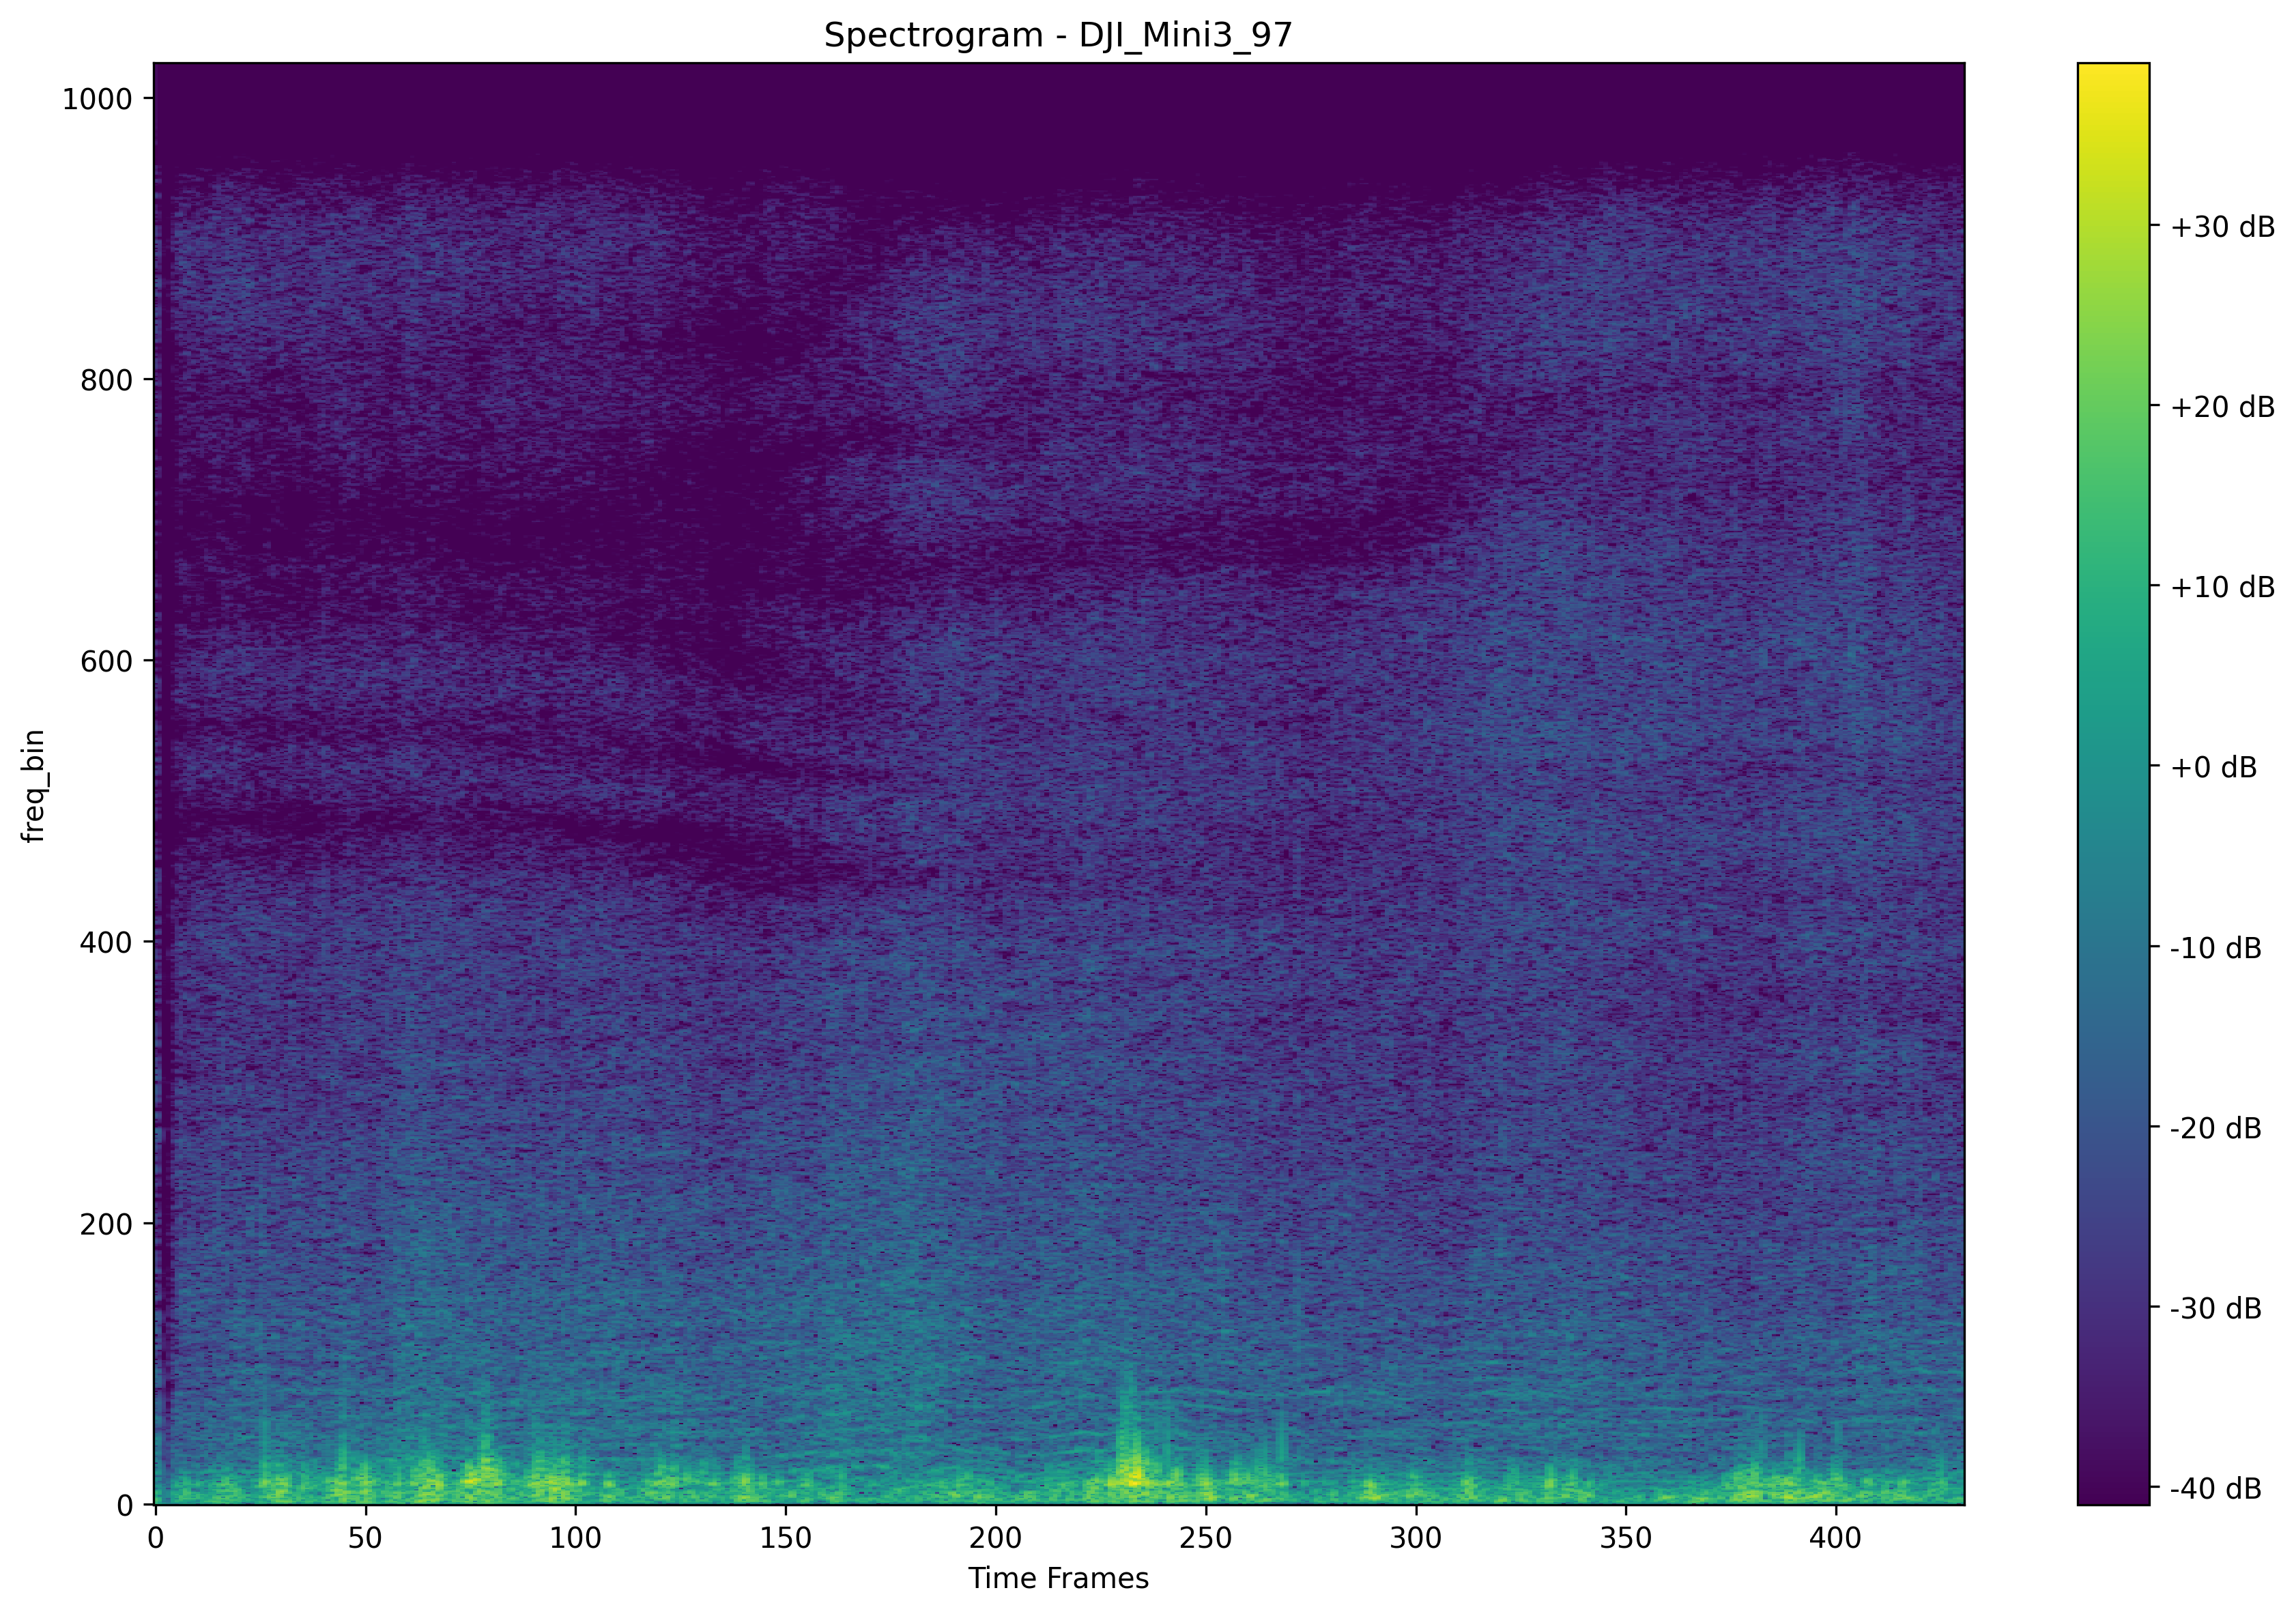 Spectrogram - DJI_Mini3_97
1000
800
600
400
200
0
freq_bin
0 50 100 150 200 250 300 350 400
Time Frames
+30 dB
+20 dB
+10 dB
+0 dB
-10 dB
-20 dB
-30 dB
-40 dB